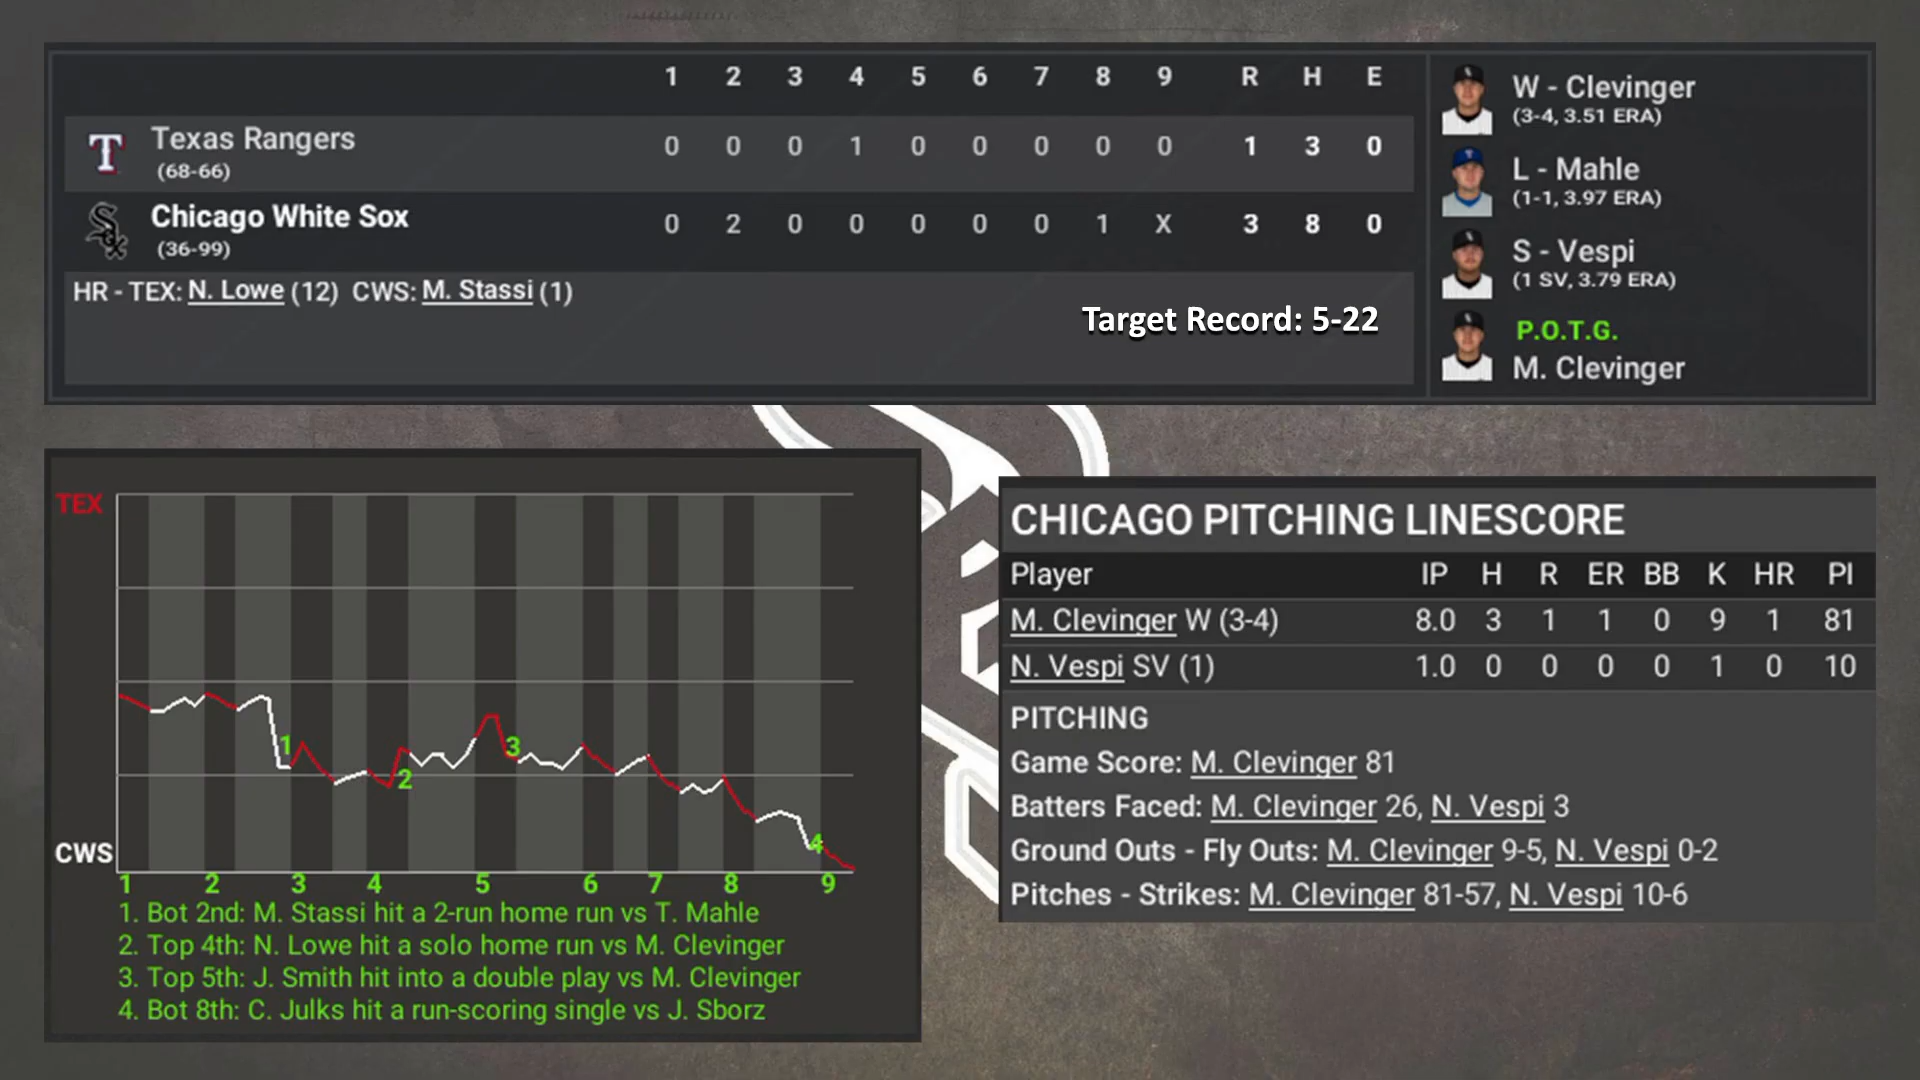 1 2 3 4 5 6 7 8 9 R H E
Texas Rangers 0 0 0 1 0 0 0 0 0 1 3 0
(68-66)
Chicago White Sox 0 2 0 0 0 0 0 1 X 3 8 0
(36-99)
HR - TEX: N. Lowe (12) CWS: M. Stassi (1)
Target Record: 5-22
W - Clevinger
(3-4, 3.51 ERA)
L - Mahle
(1-1, 3.97 ERA)
S - Vespi
(1 SV, 3.79 ERA)
P.O.T.G.
M. Clevinger
TEX
1
2
3
4
CWS
1 2 3 4 5 6 7 8 9
1. Bot 2nd: M. Stassi hit a 2-run home run vs T. Mahle
2. Top 4th: N. Lowe hit a solo home run vs M. Clevinger
3. Top 5th: J. Smith hit into a double play vs M. Clevinger
4. Bot 8th: C. Julks hit a run-scoring single vs J. Sborz
CHICAGO PITCHING LINESCORE
Player IP H R ER BB K HR PI
M. Clevinger W (3-4) 8.0 3 1 1 0 9 1 81
N. Vespi SV (1) 1.0 0 0 0 0 1 0 10
PITCHING
Game Score: M. Clevinger 81
Batters Faced: M. Clevinger 26, N. Vespi 3
Ground Outs - Fly Outs: M. Clevinger 9-5, N. Vespi 0-2
Pitches - Strikes: M. Clevinger 81-57, N. Vespi 10-6